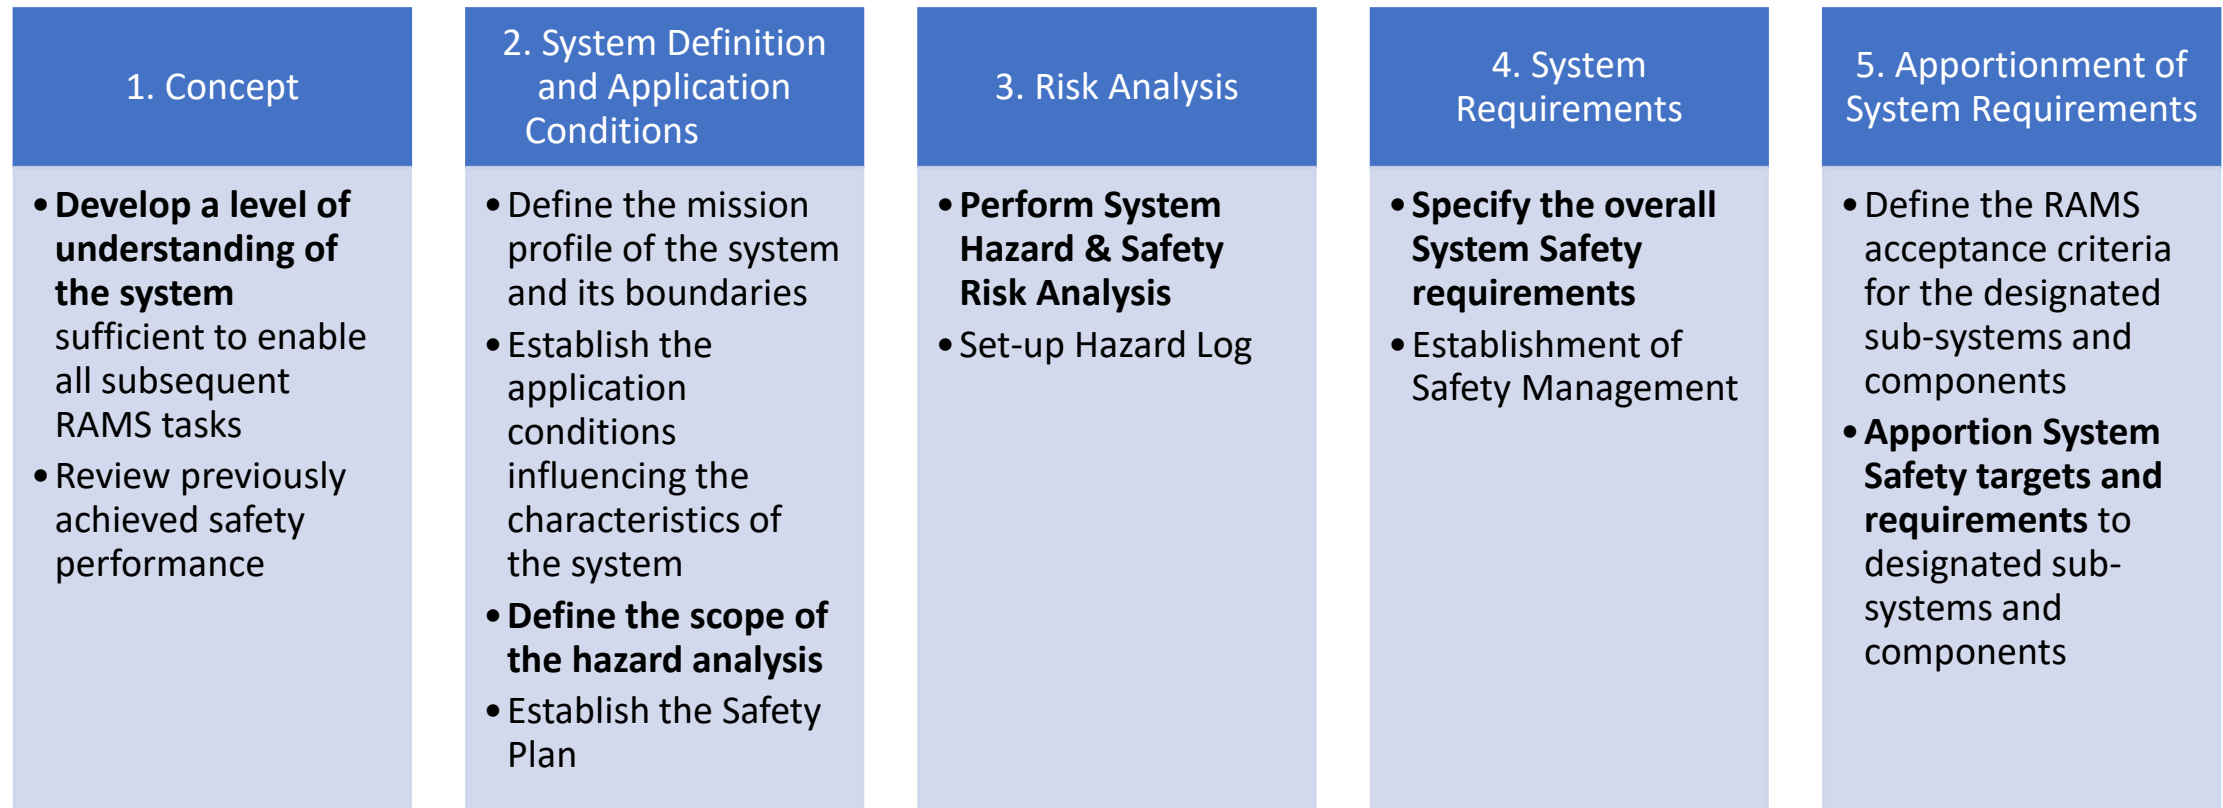 1. Concept
• Develop a level of
understanding of
the system
sufficient to enable
all subsequent
RAMS tasks
• Review previously
achieved safety
performance
2. System Definition
and Application
Conditions
• Define the mission
profile of the system
and its boundaries
• Establish the
application
conditions
influencing the
characteristics of
the system
• Define the scope of
the hazard analysis
• Establish the Safety
Plan
3. Risk Analysis
• Perform System
Hazard & Safety
Risk Analysis
• Set-up Hazard Log
4. System
Requirements
• Specify the overall
System Safety
requirements
• Establishment of
Safety Management
5. Apportionment of
System Requirements
• Define the RAMS
acceptance criteria
for the designated
sub-systems and
components
• Apportion System
Safety targets and
requirements to
designated sub-
systems and
components